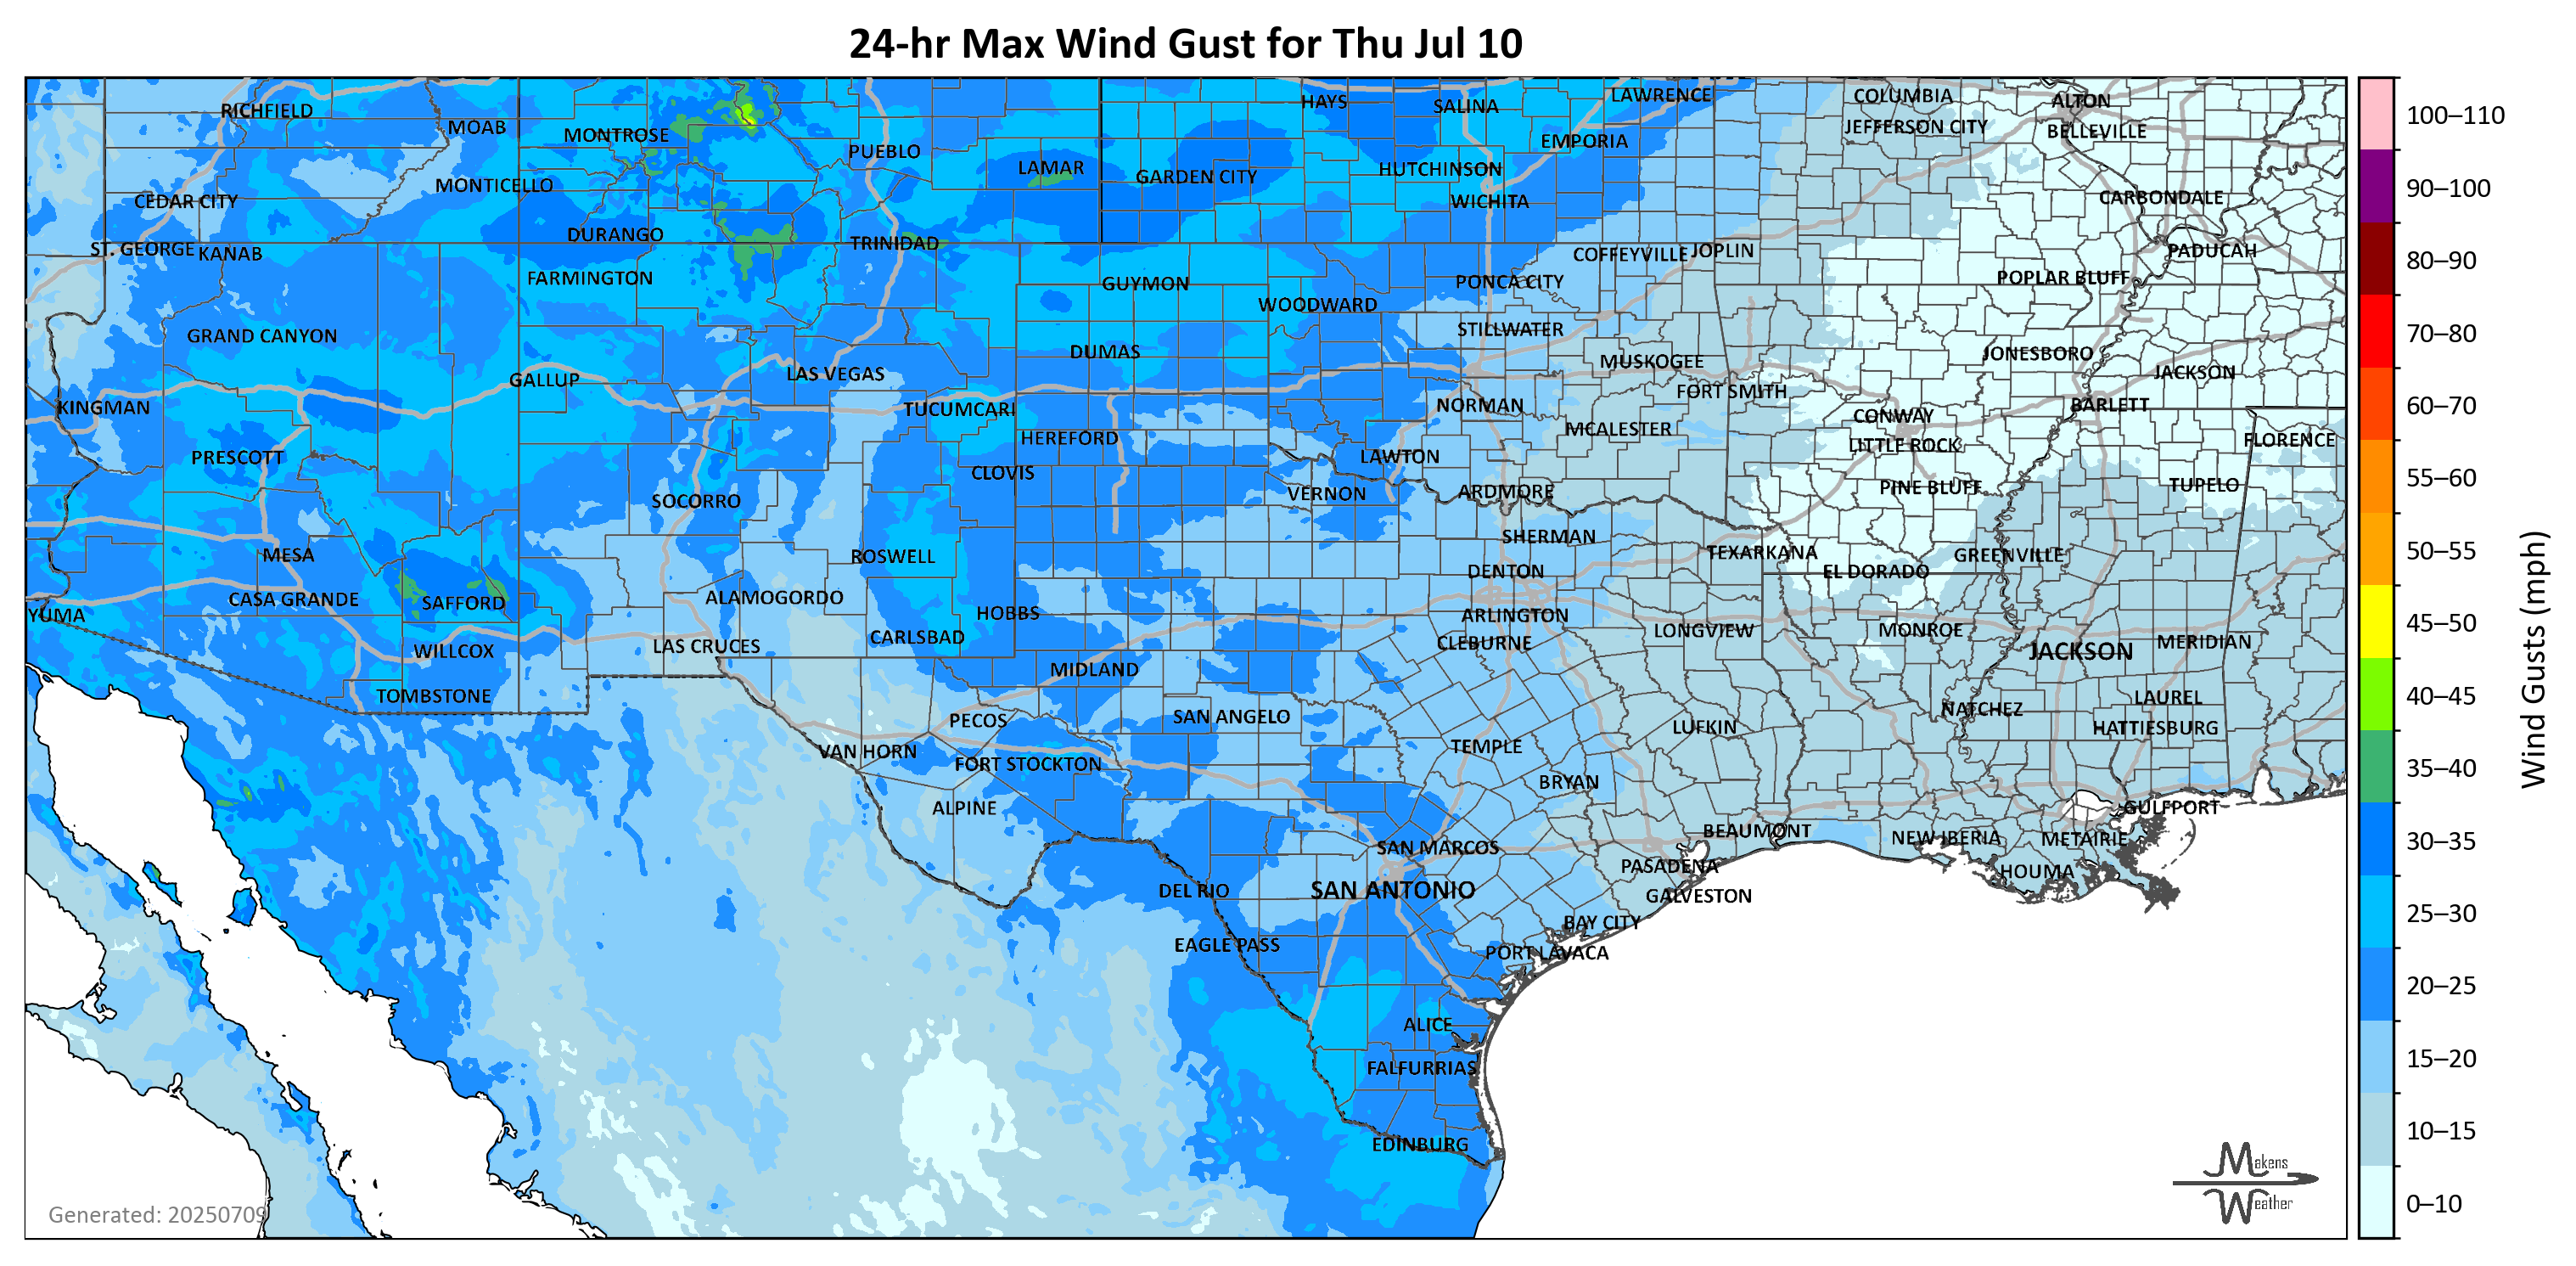 24-hr Max Wind Gust for Thu Jul 10
RICHFIELD
MOAB
MONTROSE
PUEBLO
LAMAR
HAYS
SALINA
LAWRENCE
COLUMBIA
ALTON
EMPORIA
JEFFERSON CITY
BELLEVILLE
CEDAR CITY
MONTICELLO
GARDEN CITY
HUTCHINSON
WICHITA
CARBONDALE
ST. GEORGE
KANAB
DURANGO
TRINIDAD
COFFEYVILLE
JOPLIN
PADUCAH
FARMINGTON
GUYMON
WOODWARD
PONCA CITY
POPLAR BLUFF
GRAND CANYON
DUMAS
STILLWATER
MUSKOGEE
JONESBORO
GALLUP
LAS VEGAS
FORT SMITH
JACKSON
KINGMAN
TUCUMCARI
NORMAN
CONWAY
BARLETT
HEREFORD
MCALESTER
LITTLE ROCK
FLORENCE
PRESCOTT
CLOVIS
LAWTON
SOCORRO
VERNON
ARDMORE
PINE BLUFF
TUPELO
MESA
ROSWELL
SHERMAN
TEXARKANA
GREENVILLE
CASA GRANDE
SAFFORD
ALAMOGORDO
DENTON
EL DORADO
YUMA
HOBBS
ARLINGTON
WILLCOX
LAS CRUCES
CARLSBAD
CLEBURNE
LONGVIEW
MONROE
JACKSON
MERIDIAN
TOMBSTONE
MIDLAND
LAUREL
PECOS
SAN ANGELO
LUFKIN
NATCHEZ
HATTIESBURG
VAN HORN
FORT STOCKTON
TEMPLE
BRYAN
ALPINE
GULFPORT
SAN MARCOS
BEAUMONT
NEW IBERIA
METAIRIE
DEL RIO
SAN ANTONIO
PASADENA
HOUMA
GALVESTON
EAGLE PASS
BAY CITY
PORT LAVACA
ALICE
FALFURRIAS
EDINBURG
Generated: 20250709
Makens
Weather
100–110
90–100
80–90
70–80
60–70
55–60
50–55
45–50
40–45
35–40
30–35
25–30
20–25
15–20
10–15
0–10
Wind Gusts (mph)